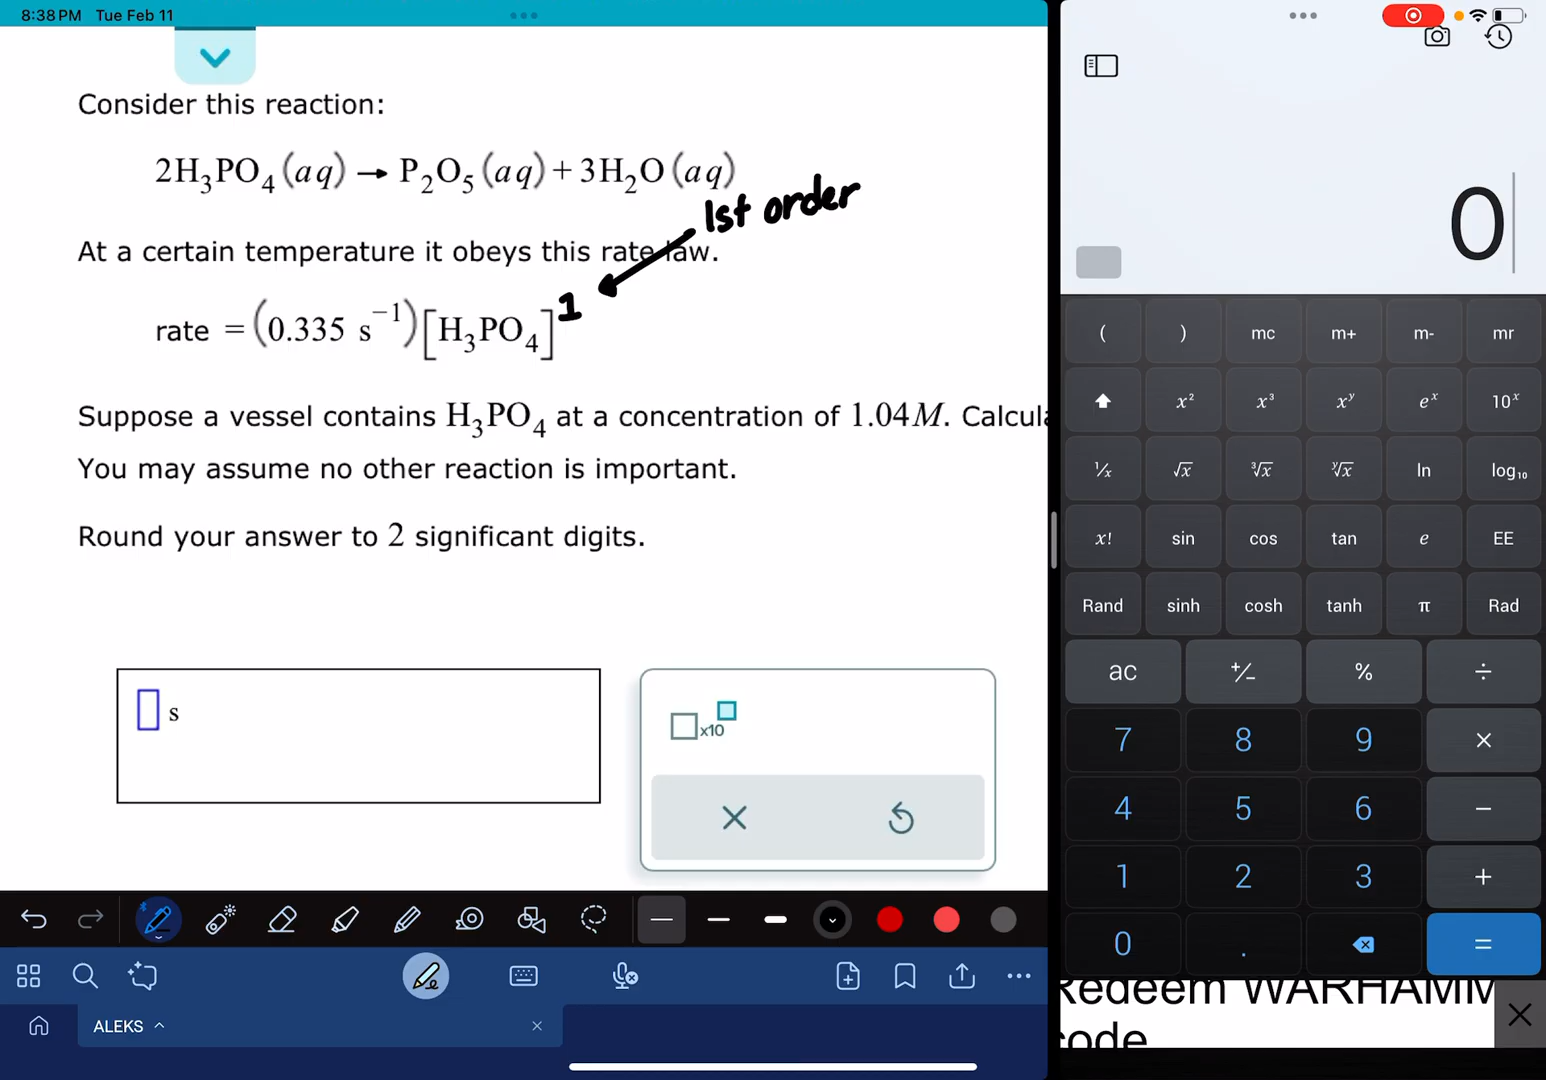 8:38 PM Tue Feb 11
Consider this reaction:
2H₃PO₄(aq) → P₂O₅(aq) + 3H₂O(aq)
1st order
At a certain temperature it obeys this rate law.
rate = (0.335 s⁻¹)[H₃PO₄]¹
Suppose a vessel contains H₃PO₄ at a concentration of 1.04M.
You may assume no other reaction is important.
Round your answer to 2 significant digits.
s
x10
ALEKS
0
( ) mc m+ m- mr
x² x³ xʸ eˣ 10ˣ
¹/x √x ³√x ʸ√x ln log₁₀
x! sin cos tan e EE
Rand sinh cosh tanh π Rad
ac +/- % ÷
7 8 9 ×
4 5 6 −
1 2 3 +
0 . =
Redeem
code